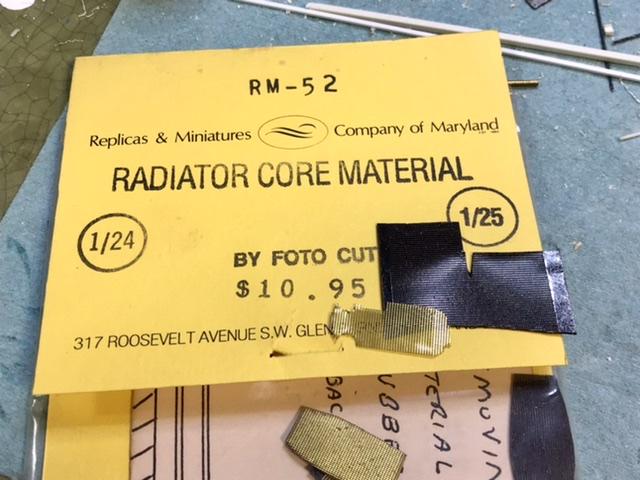 RM-52
Replicas & Miniatures Company of Maryland
RADIATOR CORE MATERIAL
1/24
1/25
BY FOTO CUT
$10.95
317 ROOSEVELT AVENUE S.W. GLEN